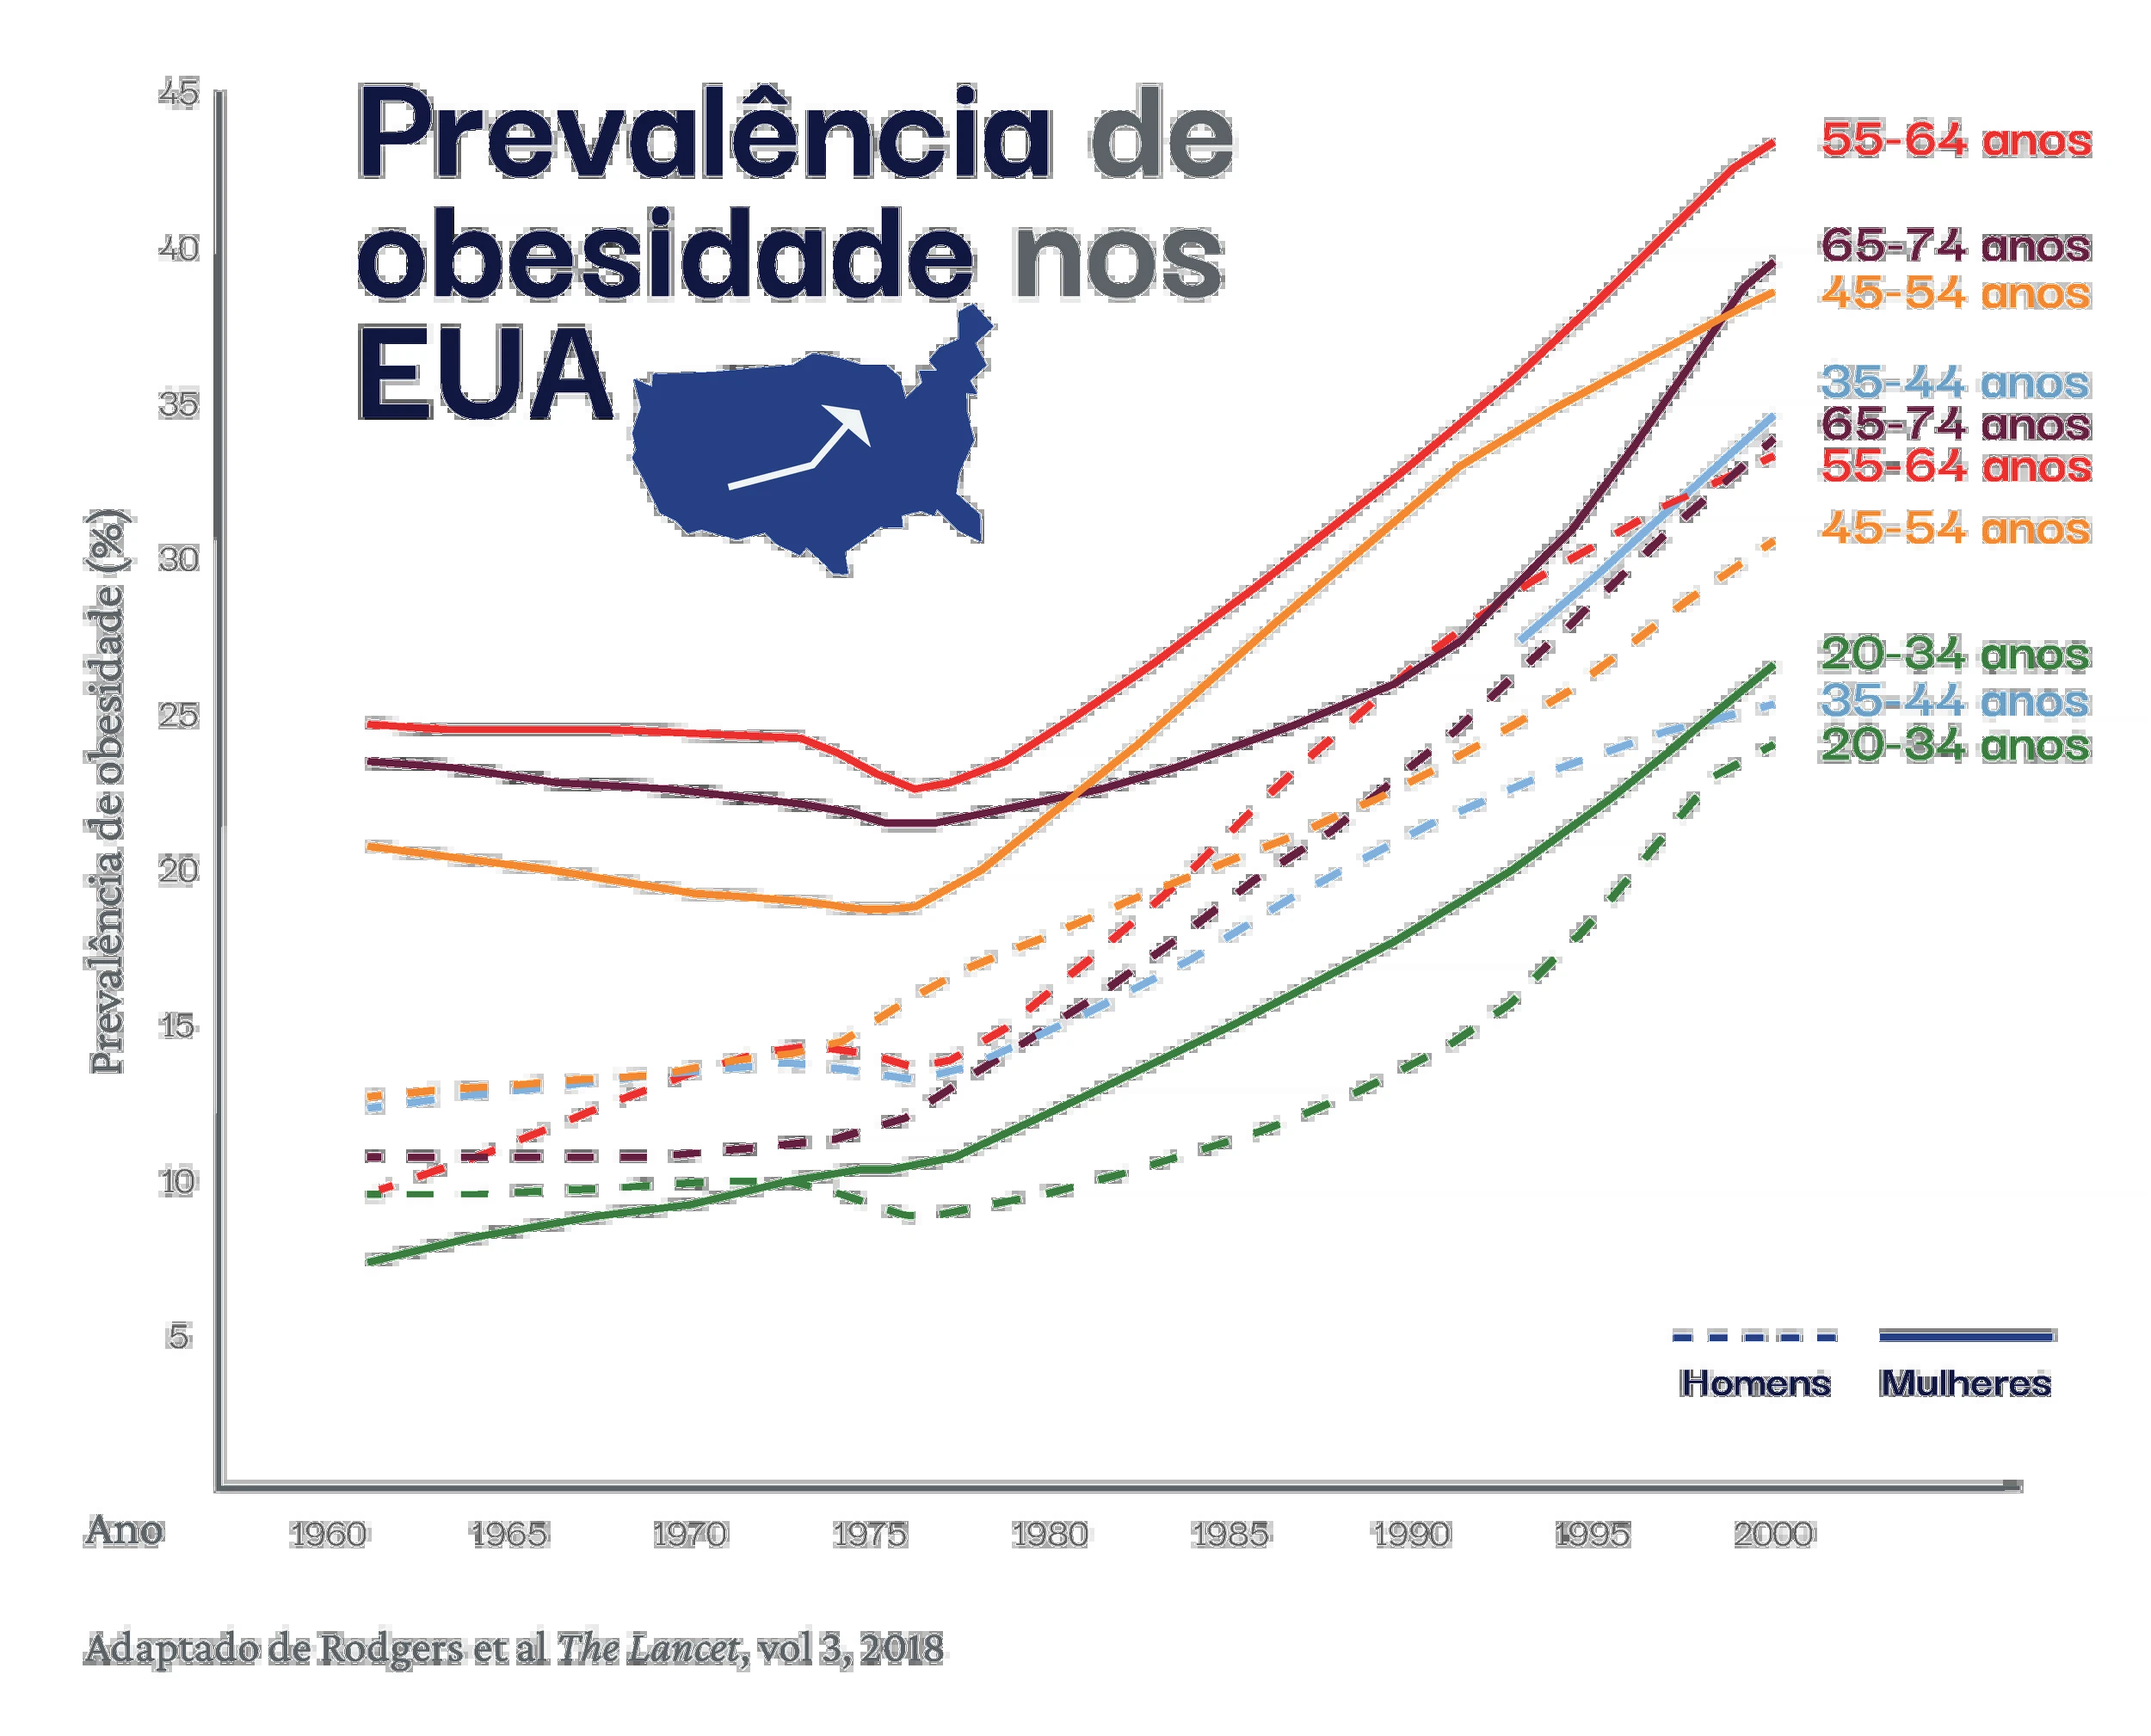 Prevalência de
obesidade nos
EUA
Prevalência de obesidade (%)
45
40
35
30
25
20
15
10
5
55-64 anos
65-74 anos
45-54 anos
35-44 anos
65-74 anos
55-64 anos
45-54 anos
20-34 anos
35-44 anos
20-34 anos
Homens Mulheres
Ano 1960 1965 1970 1975 1980 1985 1990 1995 2000
Adaptado de Rodgers et al The Lancet, vol 3, 2018